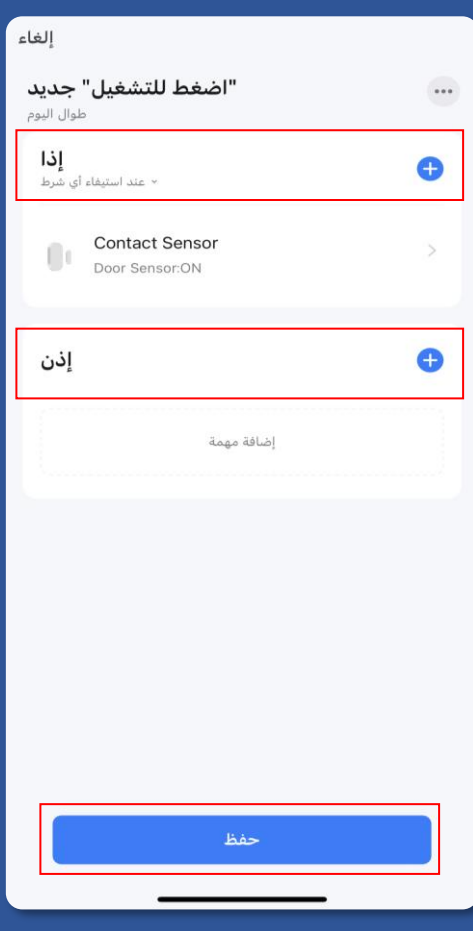 إلغاء
"اضغط للتشغيل" جديد
طوال اليوم
إذا
عند استيفاء أي شرط
Contact Sensor
Door Sensor:ON
إذن
إضافة مهمة
حفظ